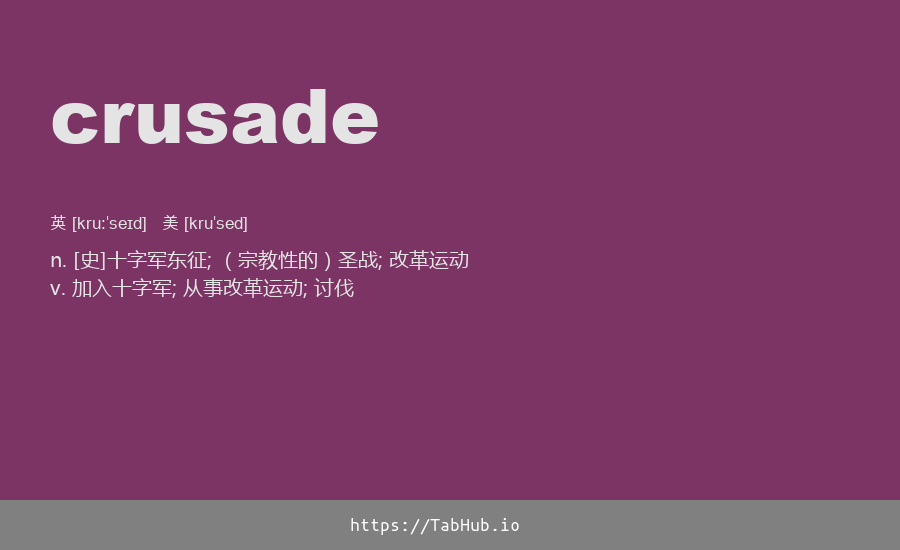 crusade
英 [kruːˈseɪd] 美 [kruˈsed]
n. [史]十字军东征; （宗教性的）圣战; 改革运动
v. 加入十字军; 从事改革运动; 讨伐
https://TabHub.io